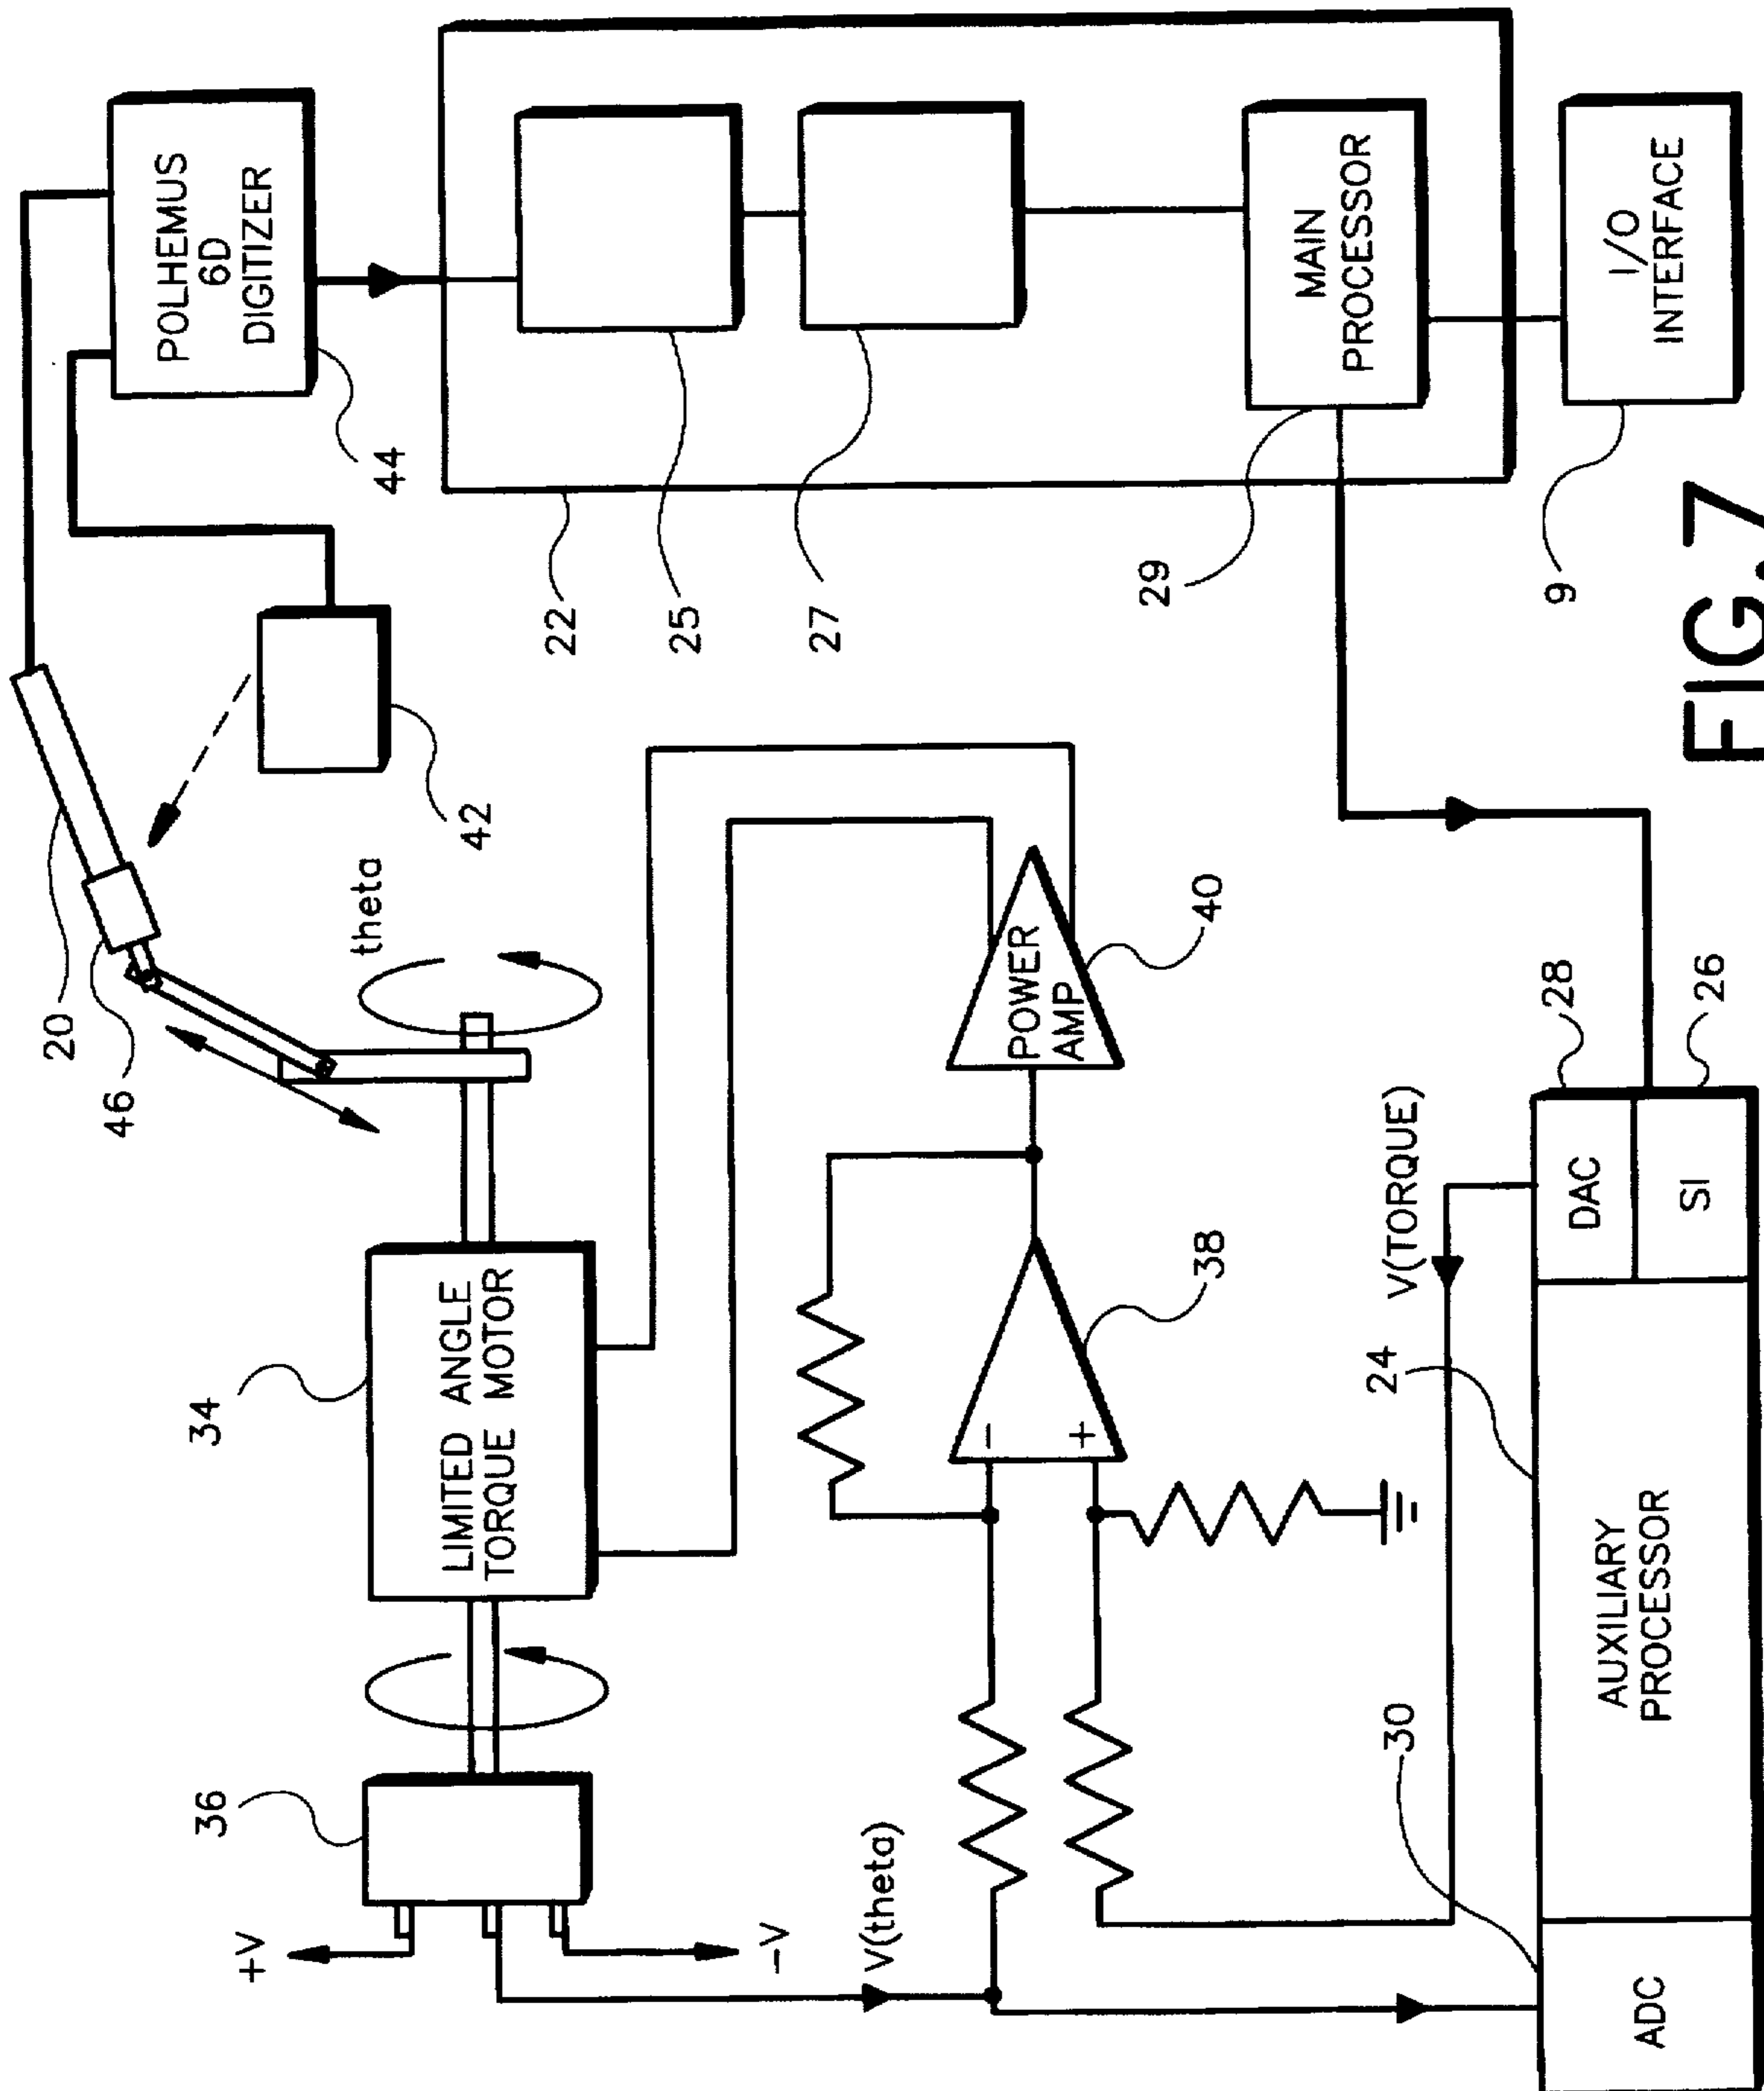 POLHEMUS
6D
DIGITIZER
44
20
46
theta
42
34
LIMITED ANGLE
TORQUE MOTOR
36
+V
-V
V(theta)
22
25
27
29
MAIN
PROCESSOR
I/O
INTERFACE
9
POWER
AMP
40
-
+
38
V(TORQUE)
24
30
28
26
ADC
AUXILIARY
PROCESSOR
DAC
SI
FIG.7